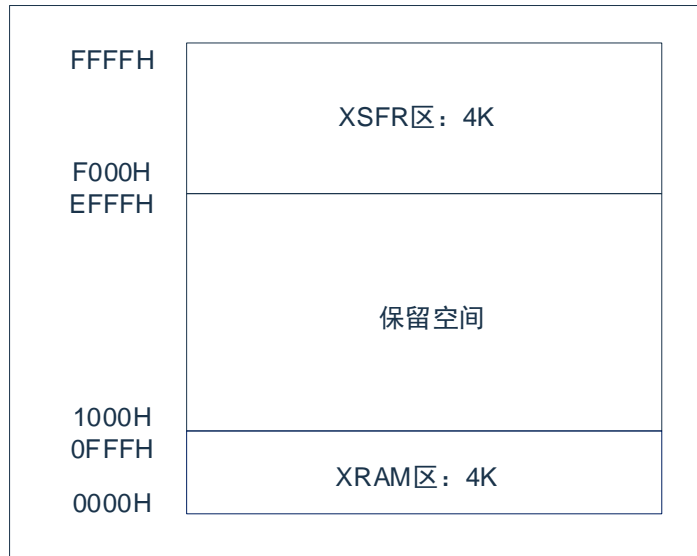 FFFFH
XSFR区：4K
F000H
EFFFH
保留空间
1000H
0FFFH
XRAM区：4K
0000H